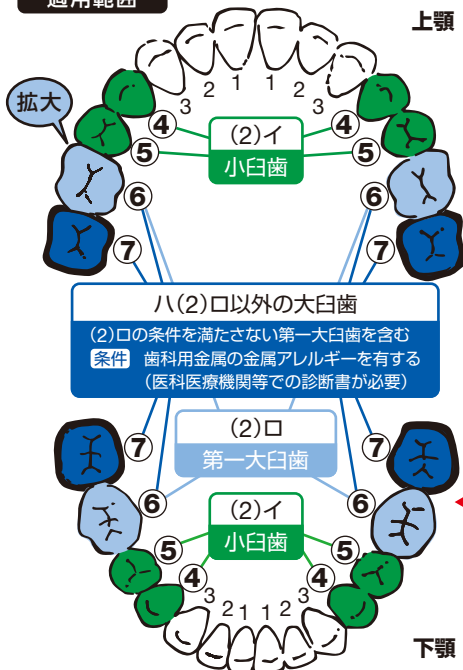 適用範囲
上顎
拡大
3 2 1 1 2 3
④ ④
(2)イ
小臼歯
⑤ ⑤
⑥ ⑥
⑦ ⑦
ハ(2)ロ以外の大臼歯
(2)ロの条件を満たさない第一大臼歯を含む
条件 歯科用金属の金属アレルギーを有する
(医科医療機関等での診断書が必要)
⑦ ⑦
(2)ロ
第一大臼歯
⑥ ⑥
(2)イ
小臼歯
⑤ ⑤
④ ④
3 2 1 1 2 3
下顎